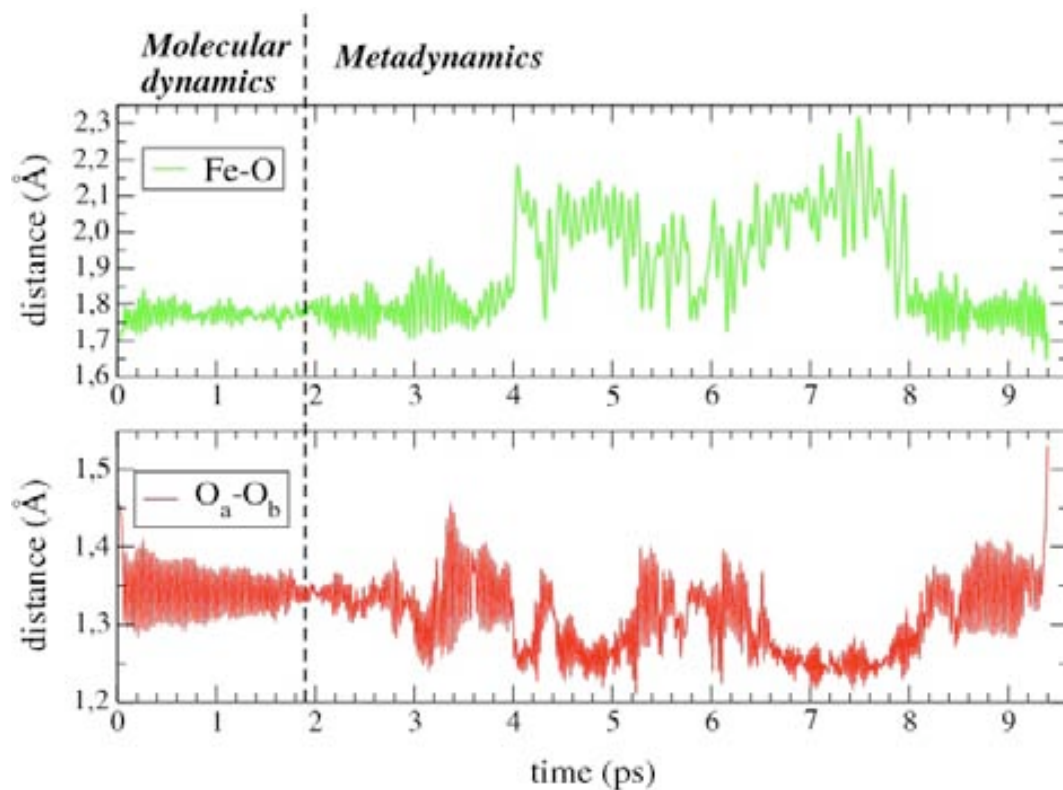 Molecular
dynamics
Metadynamics
distance (Å)
2,3
2,2
2,1
2,0
1,9
1,8
1,7
1,6
Fe-O
0 1 2 3 4 5 6 7 8 9
distance (Å)
1,5
1,4
1,3
1,2
Oa-Ob
0 1 2 3 4 5 6 7 8 9
time (ps)